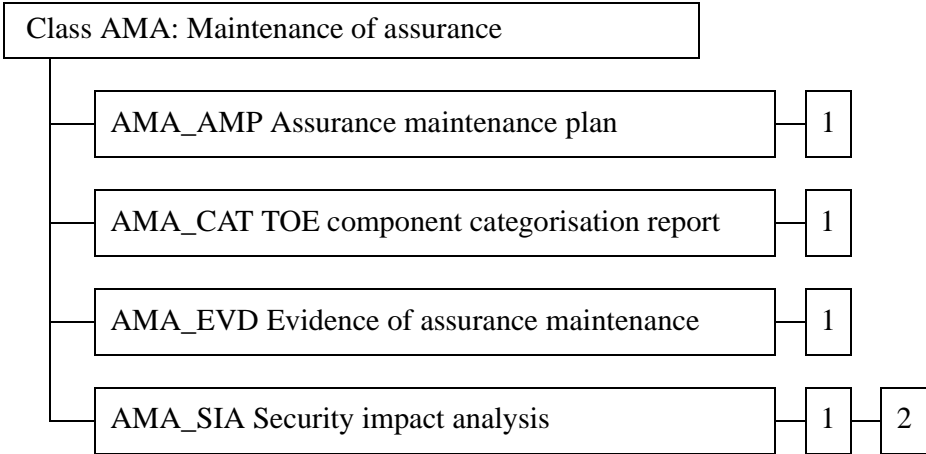 Class AMA: Maintenance of assurance
AMA_AMP Assurance maintenance plan 1
AMA_CAT TOE component categorisation report 1
AMA_EVD Evidence of assurance maintenance 1
AMA_SIA Security impact analysis 1 2